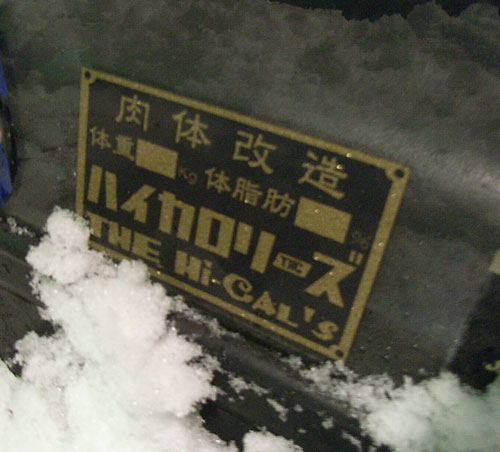 肉体改造
体重 Kg 体脂肪 %
ハイカロリーズ
THE Hi-CAL'S